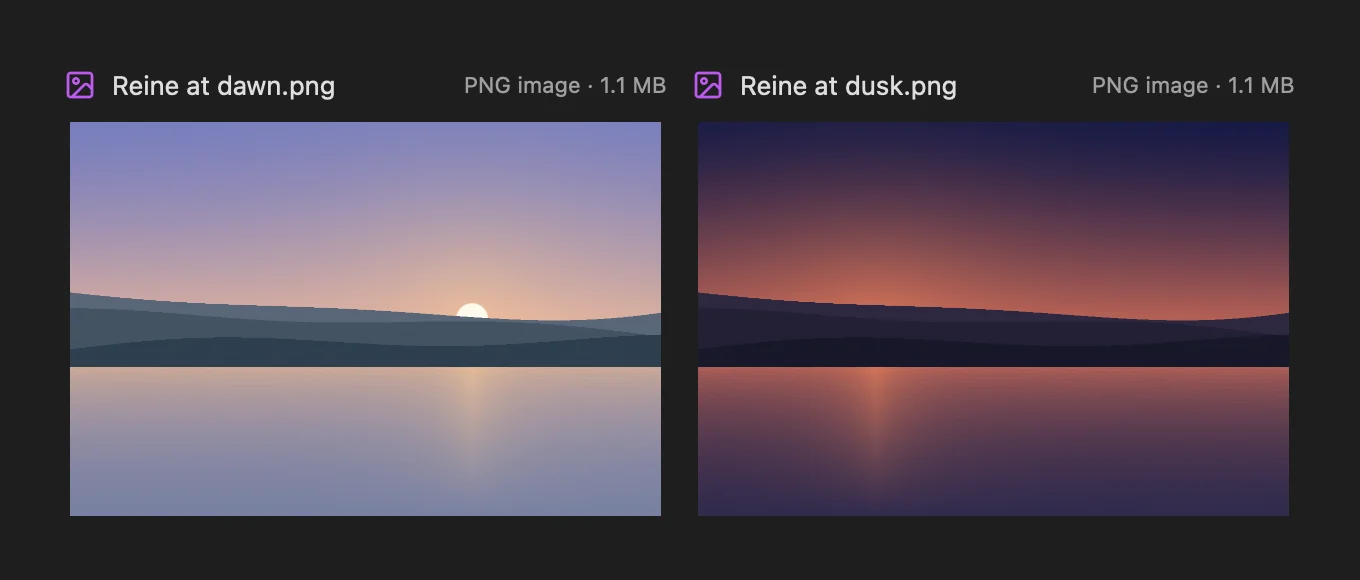 Reine at dawn.png PNG image · 1.1 MB
Reine at dusk.png PNG image · 1.1 MB